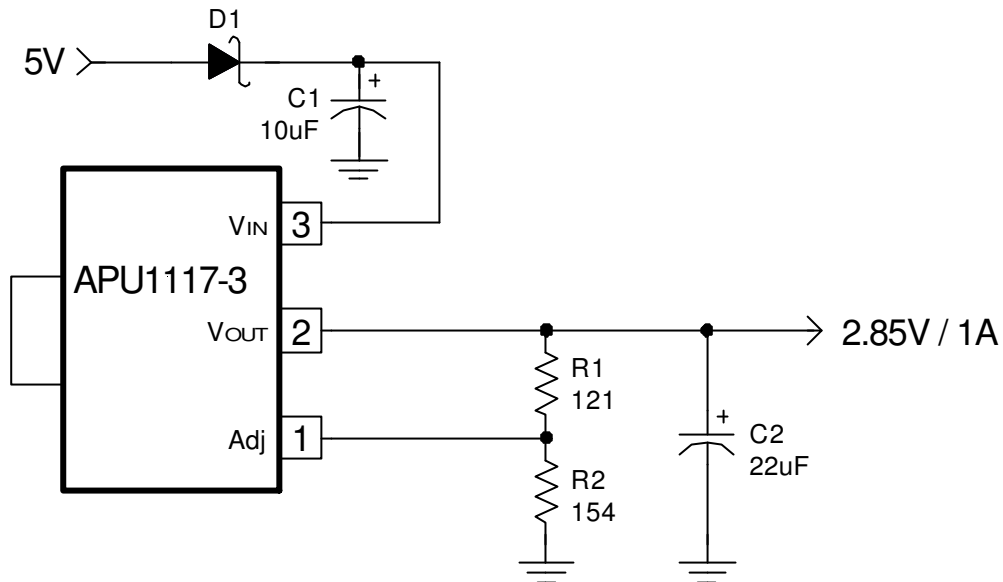 D1
5V
+
C1
10uF
VIN
3
APU1117-3
VOUT
2
2.85V / 1A
R1
121
Adj
1
+
C2
22uF
R2
154